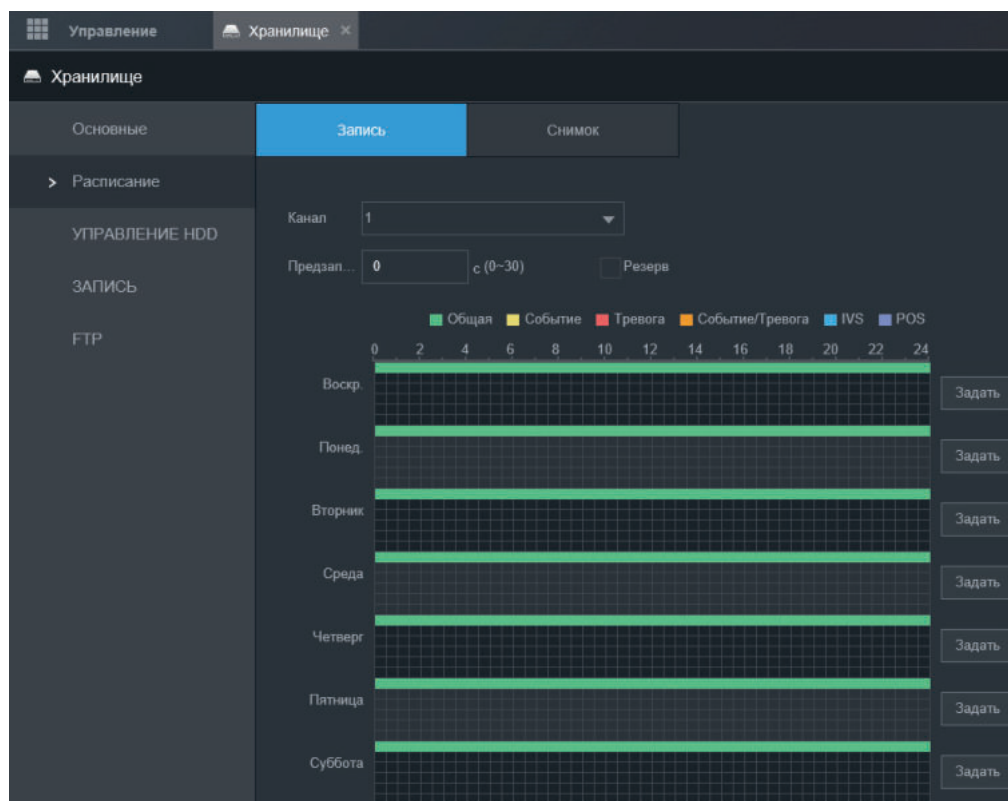 Управление Хранилище ×
Хранилище
Основные
Расписание
УПРАВЛЕНИЕ HDD
ЗАПИСЬ
FTP
Запись Снимок
Канал 1
Предзап... 0 с (0~30) Резерв
Общая Событие Тревога Событие/Тревога IVS POS
0 2 4 6 8 10 12 14 16 18 20 22 24
Воскр. Задать
Понед. Задать
Вторник Задать
Среда Задать
Четверг Задать
Пятница Задать
Суббота Задать